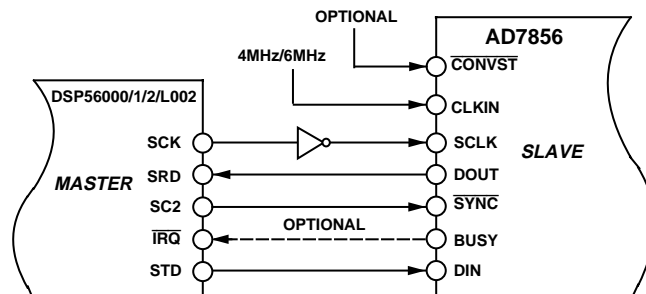 OPTIONAL
AD7856
4MHz/6MHz
CONVST
DSP56000/1/2/L002
CLKIN
SCK
SCLK
SLAVE
MASTER
SRD
DOUT
SC2
SYNC
OPTIONAL
IRQ
BUSY
STD
DIN